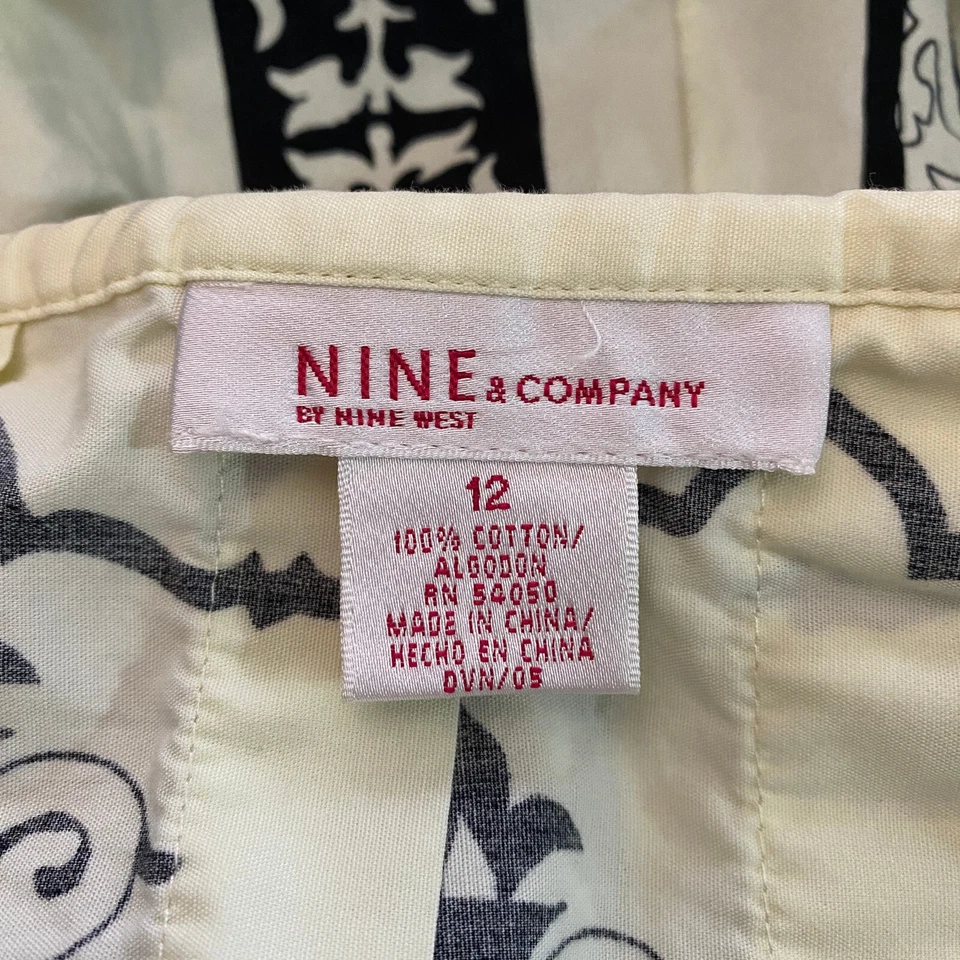 NINE & COMPANY
BY NINE WEST
12
100% COTTON/
ALGODON
RN 54050
MADE IN CHINA/
HECHO EN CHINA
DVN/05